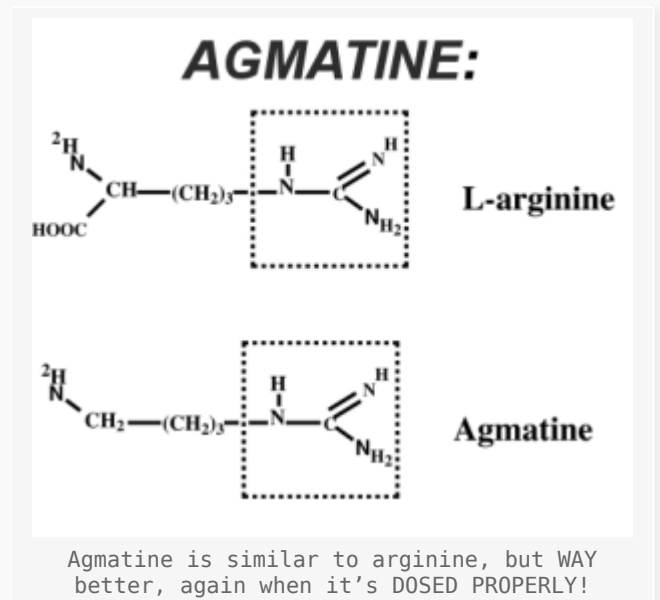 AGMATINE:
²H
N
CH—(CH₂)₃—N—C
H
N H
NH₂
HOOC
L-arginine
²H
N
CH₂—(CH₂)₃—N—C
H
N H
NH₂
Agmatine
Agmatine is similar to arginine, but WAY
better, again when it’s DOSED PROPERLY!